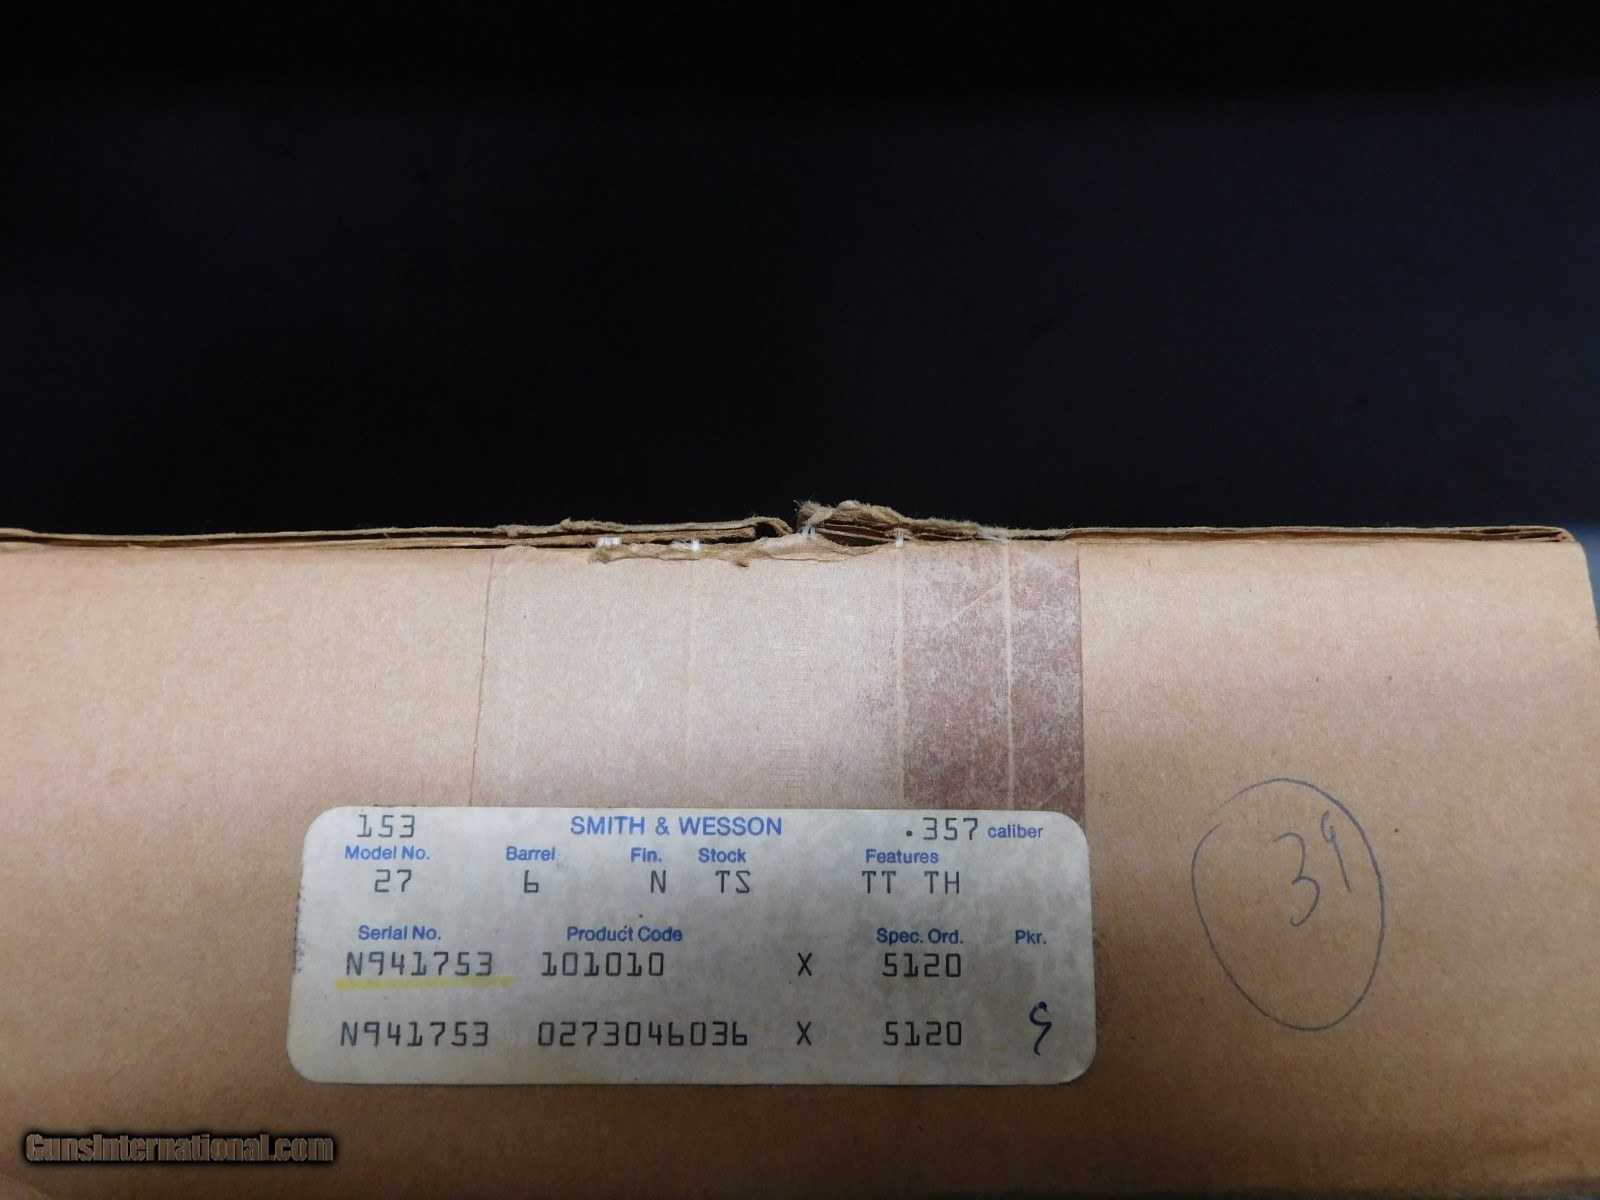 153 SMITH & WESSON .357 caliber
Model No. Barrel Fin. Stock Features
27 6 N TS TT TH
Serial No. Product Code Spec. Ord. Pkr.
N941753 101010 X 5120
N941753 0273046036 X 5120 9
39
GunsInternational.com